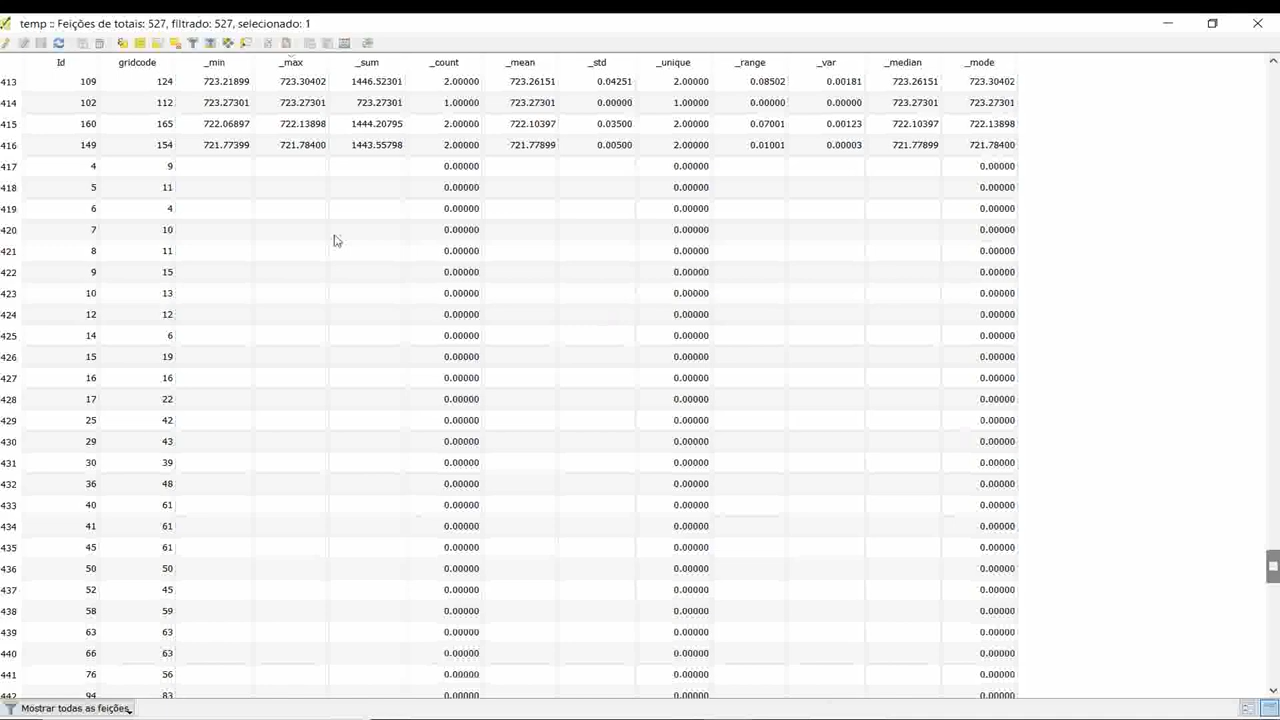 temp :: Feições de totais: 527, filtrado: 527, selecionado: 1
Id gridcode _min _max _sum _count _mean _std _unique _range _var _median _mode
413 109 124 723.21899 723.30402 1446.52301 2.00000 723.26151 0.04251 2.00000 0.08502 0.00181 723.26151 723.30402
414 102 112 723.27301 723.27301 723.27301 1.00000 723.27301 0.00000 1.00000 0.00000 0.00000 723.27301 723.27301
415 160 165 722.06897 722.13898 1444.20795 2.00000 722.10397 0.03500 2.00000 0.07001 0.00123 722.10397 722.13898
416 149 154 721.77399 721.78400 1443.55798 2.00000 721.77899 0.00500 2.00000 0.01001 0.00003 721.77899 721.78400
417 4 9 0.00000 0.00000 0.00000
418 5 11 0.00000 0.00000 0.00000
419 6 4 0.00000 0.00000 0.00000
420 7 10 0.00000 0.00000 0.00000
421 8 11 0.00000 0.00000 0.00000
422 9 15 0.00000 0.00000 0.00000
423 10 13 0.00000 0.00000 0.00000
424 12 12 0.00000 0.00000 0.00000
425 14 6 0.00000 0.00000 0.00000
426 15 19 0.00000 0.00000 0.00000
427 16 16 0.00000 0.00000 0.00000
428 17 22 0.00000 0.00000 0.00000
429 25 42 0.00000 0.00000 0.00000
430 29 43 0.00000 0.00000 0.00000
431 30 39 0.00000 0.00000 0.00000
432 36 48 0.00000 0.00000 0.00000
433 40 61 0.00000 0.00000 0.00000
434 41 61 0.00000 0.00000 0.00000
435 45 61 0.00000 0.00000 0.00000
436 50 50 0.00000 0.00000 0.00000
437 52 45 0.00000 0.00000 0.00000
438 58 59 0.00000 0.00000 0.00000
439 63 63 0.00000 0.00000 0.00000
440 66 63 0.00000 0.00000 0.00000
441 76 56 0.00000 0.00000 0.00000
442 94 83 0.00000 0.00000 0.00000
Mostrar todas as feições